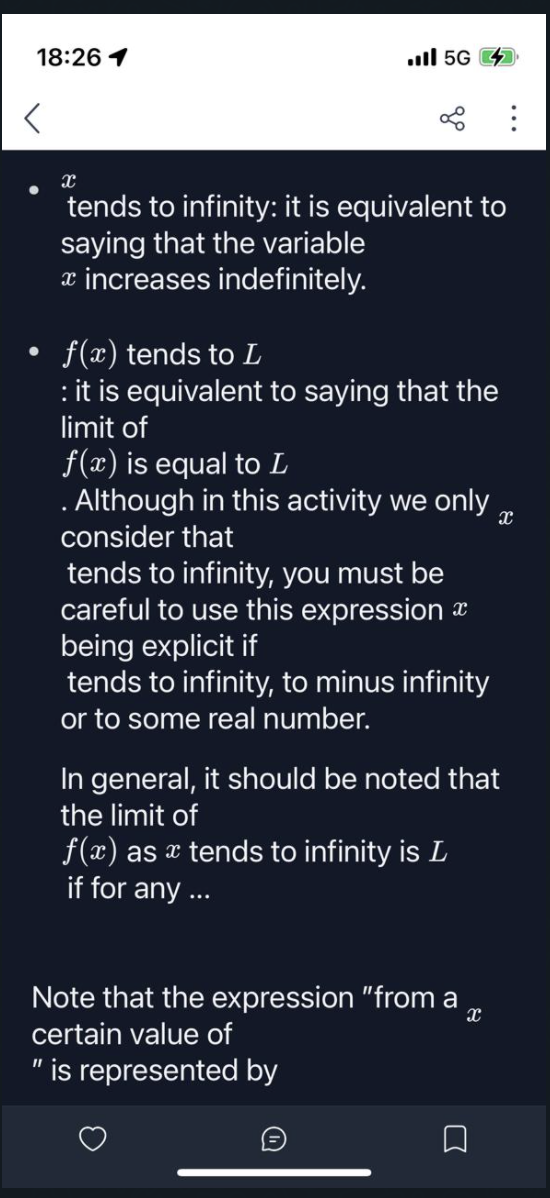 18:26
5G
x
tends to infinity: it is equivalent to
saying that the variable
x increases indefinitely.
f(x) tends to L
: it is equivalent to saying that the
limit of
f(x) is equal to L
. Although in this activity we only x
consider that
tends to infinity, you must be
careful to use this expression x
being explicit if
tends to infinity, to minus infinity
or to some real number.
In general, it should be noted that
the limit of
f(x) as x tends to infinity is L
if for any ...
Note that the expression "from a x
certain value of
" is represented by